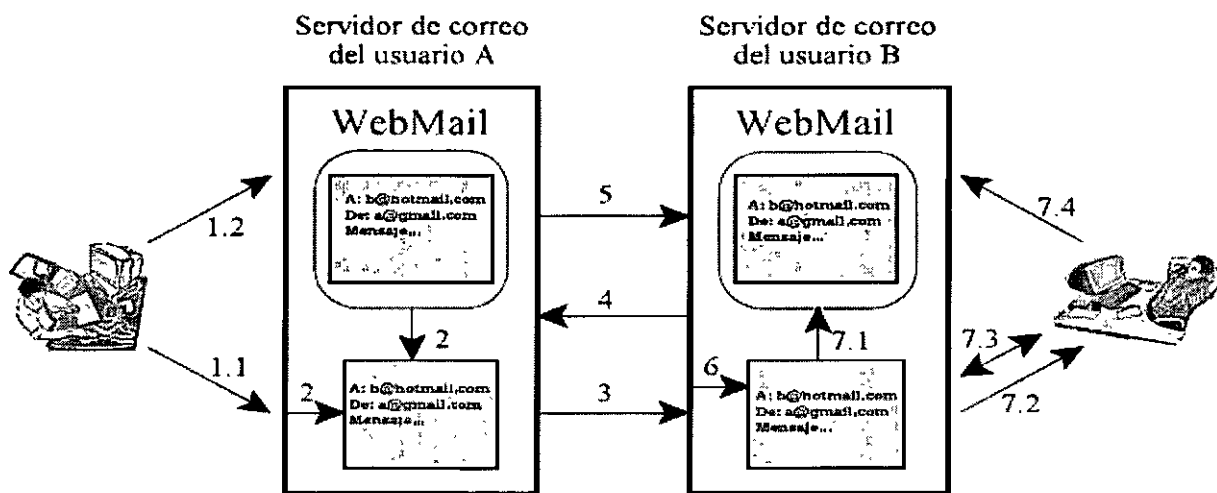 Servidor de correo
del usuario A
Servidor de correo
del usuario B
WebMail
WebMail
A: b@hotmail.com
De: a@gmail.com
Mensaje...
A: b@hotmail.com
De: a@gmail.com
Mensaje...
1.2
5
7.4
4
2
7.1
7.3
1.1
2
A: b@hotmail.com
De: a@gmail.com
Mensaje...
3
6
A: b@hotmail.com
De: a@gmail.com
Mensaje...
7.2